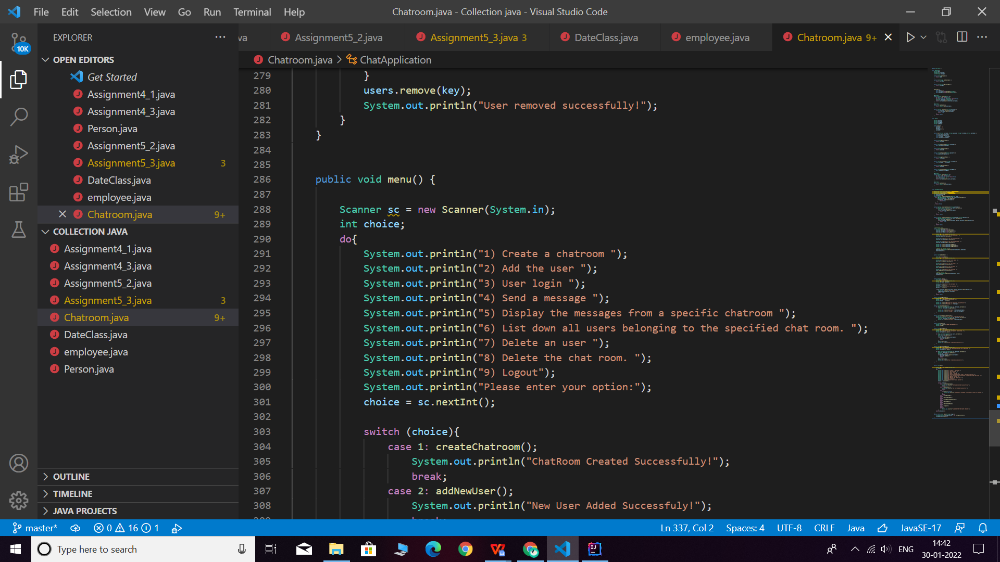 File Edit Selection View Go Run Terminal Help
Chatroom.java - Collection java - Visual Studio Code
10K
EXPLORER
OPEN EDITORS
Get Started
Assignment4_1.java
Assignment4_3.java
Person.java
Assignment5_2.java
Assignment5_3.java 3
DateClass.java
employee.java
Chatroom.java 9+
COLLECTION JAVA
Assignment4_1.java
Assignment4_3.java
Assignment5_2.java
Assignment5_3.java 3
Chatroom.java 9+
DateClass.java
employee.java
Person.java
OUTLINE
TIMELINE
JAVA PROJECTS
va Assignment5_2.java Assignment5_3.java 3 DateClass.java employee.java Chatroom.java 9+
Chatroom.java > ChatApplication
279 }
280 users.remove(key);
281 System.out.println("User removed successfully!");
282 }
283 }
284
285
286 public void menu() {
287
288 Scanner sc = new Scanner(System.in);
289 int choice;
290 do{
291 System.out.println("1) Create a chatroom ");
292 System.out.println("2) Add the user ");
293 System.out.println("3) User login ");
294 System.out.println("4) Send a message ");
295 System.out.println("5) Display the messages from a specific chatroom ");
296 System.out.println("6) List down all users belonging to the specified chat room. ");
297 System.out.println("7) Delete an user ");
298 System.out.println("8) Delete the chat room. ");
299 System.out.println("9) Logout");
300 System.out.println("Please enter your option:");
301 choice = sc.nextInt();
302
303 switch (choice){
304 case 1: createChatroom();
305 System.out.println("ChatRoom Created Successfully!");
306 break;
307 case 2: addNewUser();
308 System.out.println("New User Added Successfuly!");
master* 0 16 1 Ln 337, Col 2 Spaces: 4 UTF-8 CRLF Java JavaSE-17
Type here to search
ENG
14:42
30-01-2022